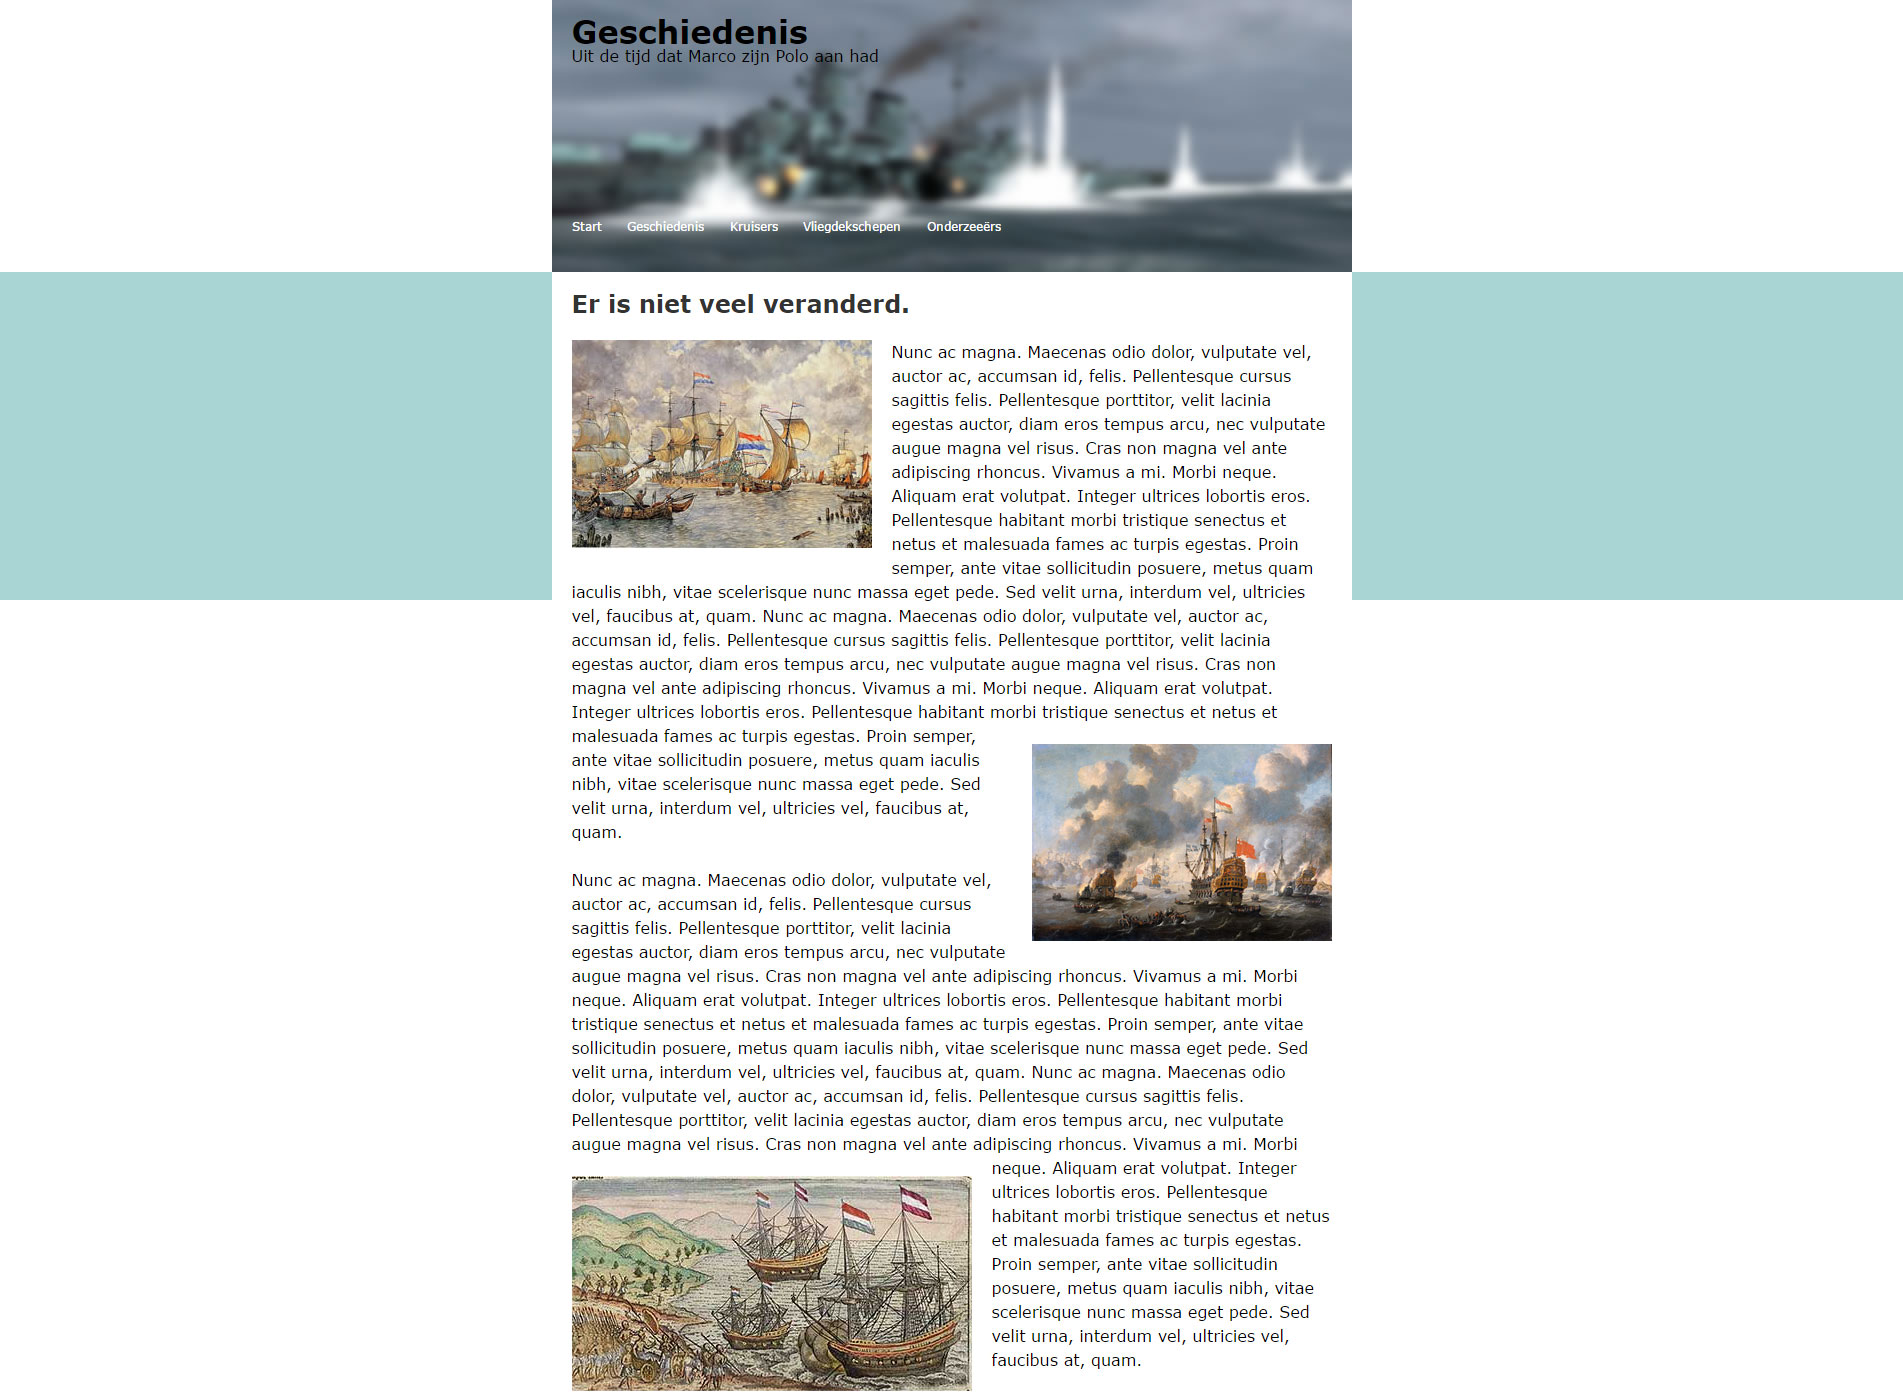 Geschiedenis
Uit de tijd dat Marco zijn Polo aan had
Start Geschiedenis Kruisers Vliegdekschepen Onderzeeërs
Er is niet veel veranderd.
Nunc ac magna. Maecenas odio dolor, vulputate vel,
auctor ac, accumsan id, felis. Pellentesque cursus
sagittis felis. Pellentesque porttitor, velit lacinia
egestas auctor, diam eros tempus arcu, nec vulputate
augue magna vel risus. Cras non magna vel ante
adipiscing rhoncus. Vivamus a mi. Morbi neque.
Aliquam erat volutpat. Integer ultrices lobortis eros.
Pellentesque habitant morbi tristique senectus et
netus et malesuada fames ac turpis egestas. Proin
semper, ante vitae sollicitudin posuere, metus quam
iaculis nibh, vitae scelerisque nunc massa eget pede. Sed velit urna, interdum vel, ultricies
vel, faucibus at, quam. Nunc ac magna. Maecenas odio dolor, vulputate vel, auctor ac,
accumsan id, felis. Pellentesque cursus sagittis felis. Pellentesque porttitor, velit lacinia
egestas auctor, diam eros tempus arcu, nec vulputate augue magna vel risus. Cras non
magna vel ante adipiscing rhoncus. Vivamus a mi. Morbi neque. Aliquam erat volutpat.
Integer ultrices lobortis eros. Pellentesque habitant morbi tristique senectus et netus et
malesuada fames ac turpis egestas. Proin semper,
ante vitae sollicitudin posuere, metus quam iaculis
nibh, vitae scelerisque nunc massa eget pede. Sed
velit urna, interdum vel, ultricies vel, faucibus at,
quam.
Nunc ac magna. Maecenas odio dolor, vulputate vel,
auctor ac, accumsan id, felis. Pellentesque cursus
sagittis felis. Pellentesque porttitor, velit lacinia
egestas auctor, diam eros tempus arcu, nec vulputate
augue magna vel risus. Cras non magna vel ante adipiscing rhoncus. Vivamus a mi. Morbi
neque. Aliquam erat volutpat. Integer ultrices lobortis eros. Pellentesque habitant morbi
tristique senectus et netus et malesuada fames ac turpis egestas. Proin semper, ante vitae
sollicitudin posuere, metus quam iaculis nibh, vitae scelerisque nunc massa eget pede. Sed
velit urna, interdum vel, ultricies vel, faucibus at, quam. Nunc ac magna. Maecenas odio
dolor, vulputate vel, auctor ac, accumsan id, felis. Pellentesque cursus sagittis felis.
Pellentesque porttitor, velit lacinia egestas auctor, diam eros tempus arcu, nec vulputate
augue magna vel risus. Cras non magna vel ante adipiscing rhoncus. Vivamus a mi. Morbi
neque. Aliquam erat volutpat. Integer
ultrices lobortis eros. Pellentesque
habitant morbi tristique senectus et netus
et malesuada fames ac turpis egestas.
Proin semper, ante vitae sollicitudin
posuere, metus quam iaculis nibh, vitae
scelerisque nunc massa eget pede. Sed
velit urna, interdum vel, ultricies vel,
faucibus at, quam.